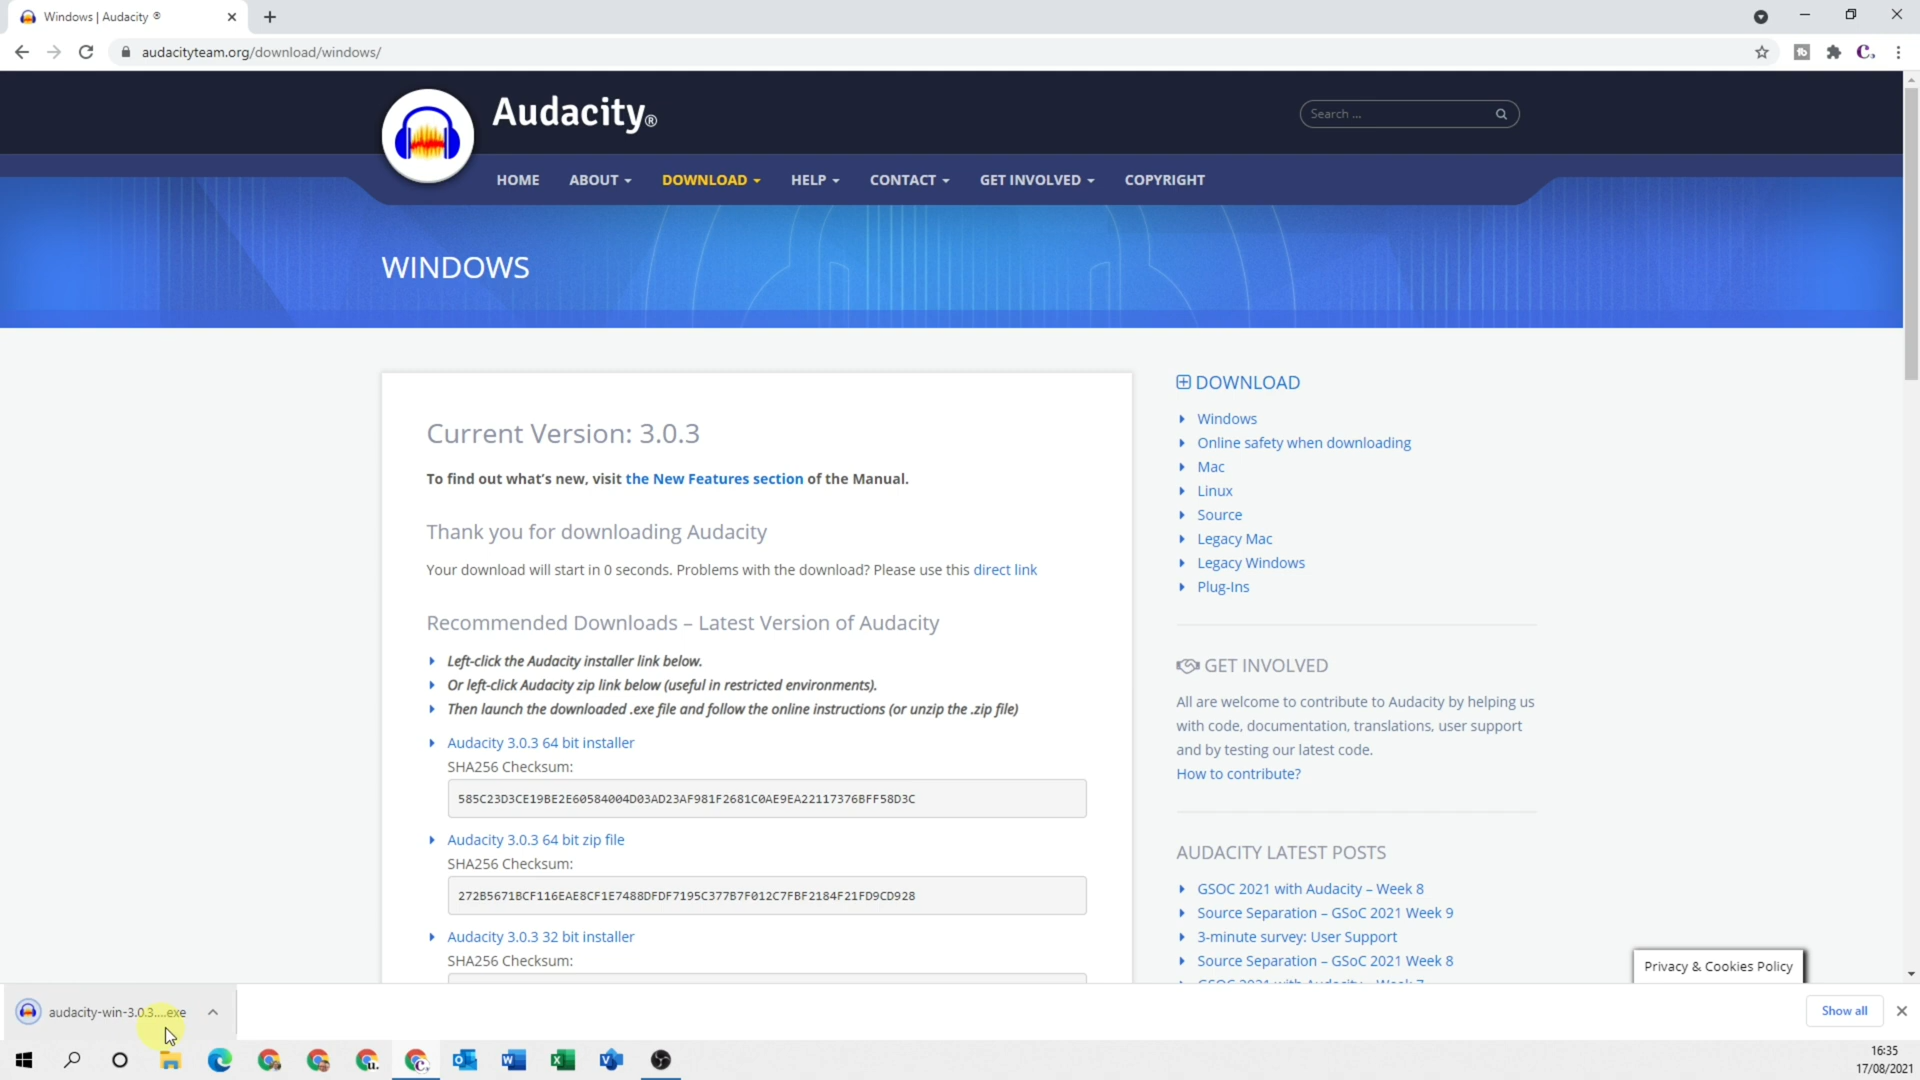 Windows | Audacity ®
audacityteam.org/download/windows/
Audacity®
Search ...
HOME ABOUT DOWNLOAD HELP CONTACT GET INVOLVED COPYRIGHT
WINDOWS
Current Version: 3.0.3
To find out what's new, visit the New Features section of the Manual.
Thank you for downloading Audacity
Your download will start in 0 seconds. Problems with the download? Please use this direct link
Recommended Downloads – Latest Version of Audacity
Left-click the Audacity installer link below.
Or left-click Audacity zip link below (useful in restricted environments).
Then launch the downloaded .exe file and follow the online instructions (or unzip the .zip file)
Audacity 3.0.3 64 bit installer
SHA256 Checksum:
585C23D3CE19BE2E60584004D03AD23AF981F2681C0AE9EA22117376BFF58D3C
Audacity 3.0.3 64 bit zip file
SHA256 Checksum:
272B5671BCF116EAE8CF1E7488DFDF7195C377B7F012C7FBF2184F21FD9CD928
Audacity 3.0.3 32 bit installer
SHA256 Checksum:
DOWNLOAD
Windows
Online safety when downloading
Mac
Linux
Source
Legacy Mac
Legacy Windows
Plug-Ins
GET INVOLVED
All are welcome to contribute to Audacity by helping us
with code, documentation, translations, user support
and by testing our latest code.
How to contribute?
AUDACITY LATEST POSTS
GSOC 2021 with Audacity – Week 8
Source Separation – GSoC 2021 Week 9
3-minute survey: User Support
Source Separation – GSoC 2021 Week 8
GSOC 2021 with Audacity – Week 7
Privacy & Cookies Policy
audacity-win-3.0.3....exe
Show all
16:35
17/08/2021